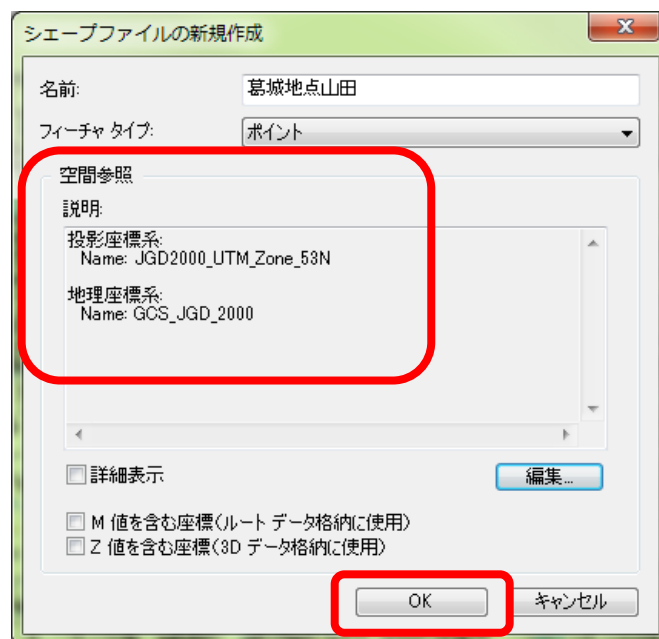 シェープファイルの新規作成
名前: 葛城地点山田
フィーチャ タイプ: ポイント
空間参照
説明:
投影座標系:
Name: JGD2000_UTM_Zone_53N
地理座標系:
Name: GCS_JGD_2000
詳細表示 編集...
M 値を含む座標(ルート データ格納に使用)
Z 値を含む座標(3D データ格納に使用)
OK キャンセル